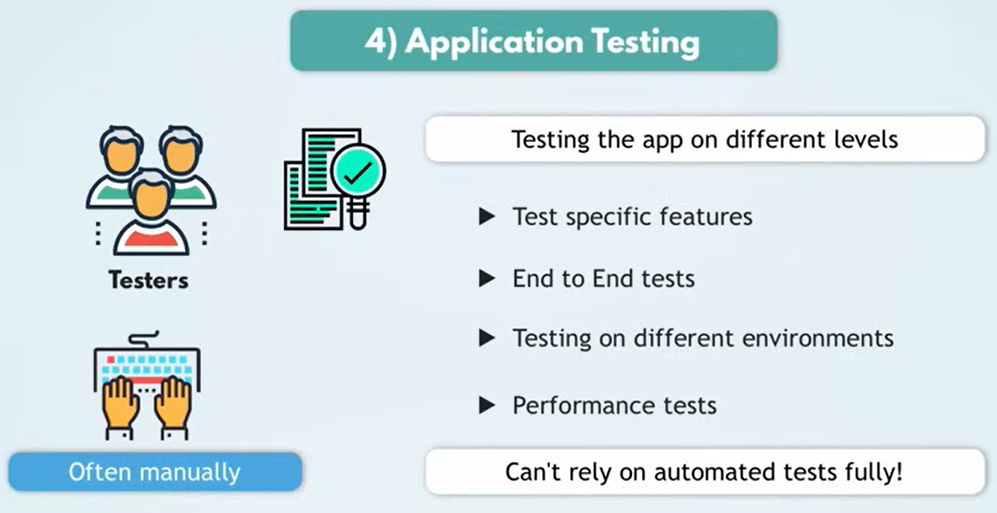 4) Application Testing
Testing the app on different levels
Test specific features
End to End tests
Testing on different environments
Performance tests
Can't rely on automated tests fully!
Testers
Often manually